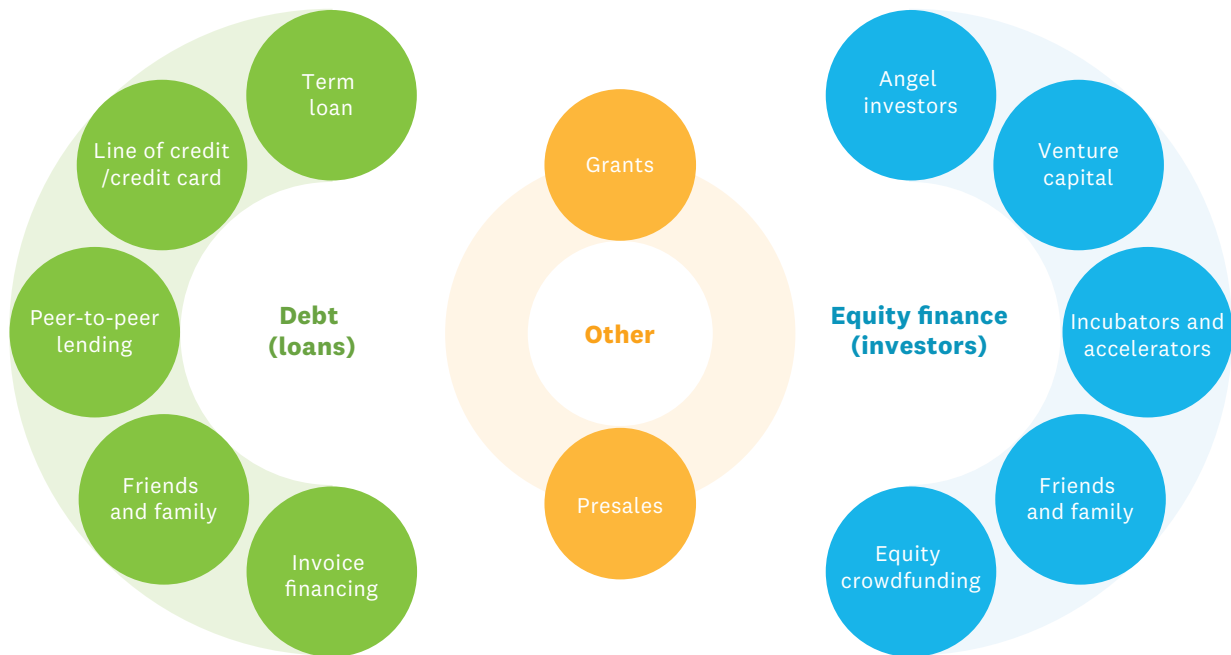 Term
loan
Line of credit
/credit card
Peer-to-peer
lending
Friends
and family
Invoice
financing
Debt
(loans)
Grants
Other
Presales
Equity finance
(investors)
Angel
investors
Venture
capital
Incubators and
accelerators
Friends
and family
Equity
crowdfunding